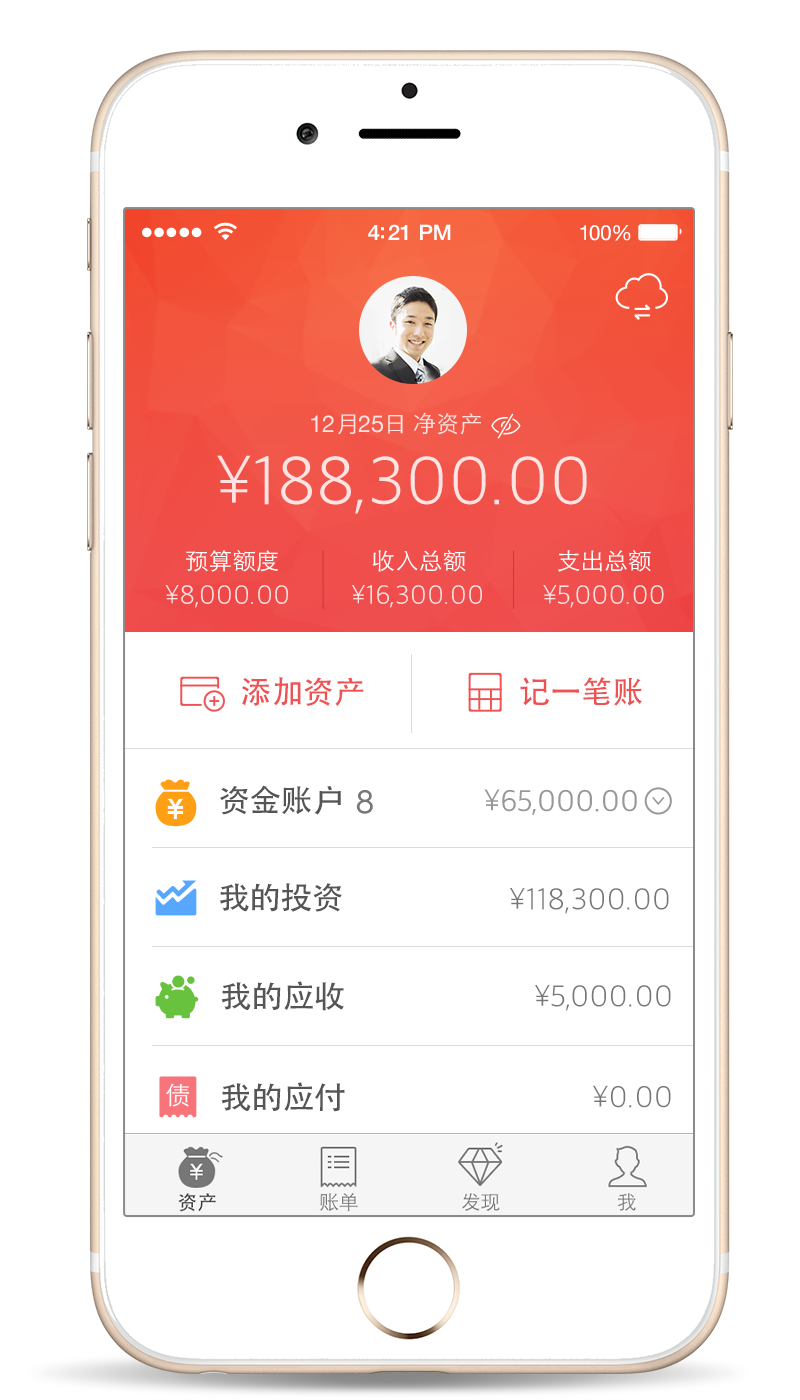 4:21 PM 100%
12月25日 净资产
¥188,300.00
预算额度 收入总额 支出总额
¥8,000.00 ¥16,300.00 ¥5,000.00
添加资产 记一笔账
¥ 资金账户 8 ¥65,000.00
我的投资 ¥118,300.00
我的应收 ¥5,000.00
债 我的应付 ¥0.00
¥
资产 账单 发现 我